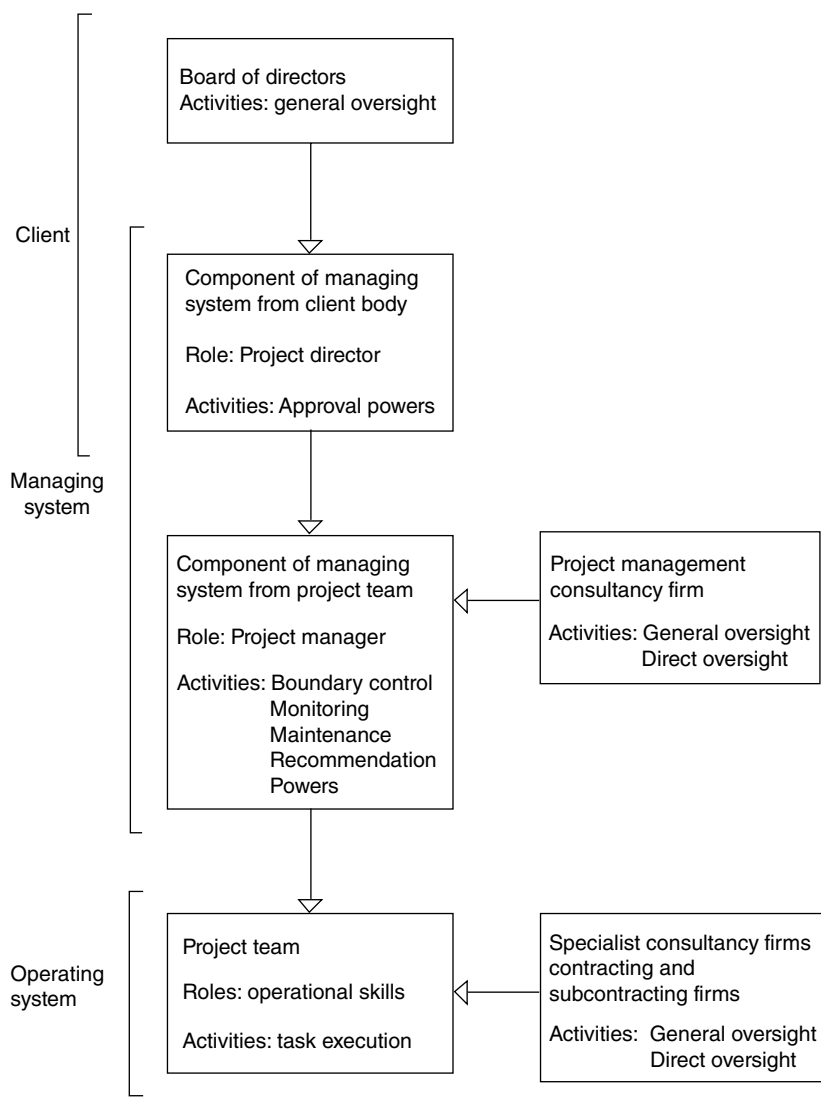 Board of directors
Activities: general oversight
Client
Component of managing
system from client body
Role: Project director
Activities: Approval powers
Managing
system
Component of managing
system from project team
Role: Project manager
Activities: Boundary control
Monitoring
Maintenance
Recommendation
Powers
Project management
consultancy firm
Activities: General oversight
Direct oversight
Operating
system
Project team
Roles: operational skills
Activities: task execution
Specialist consultancy firms
contracting and
subcontracting firms
Activities: General oversight
Direct oversight